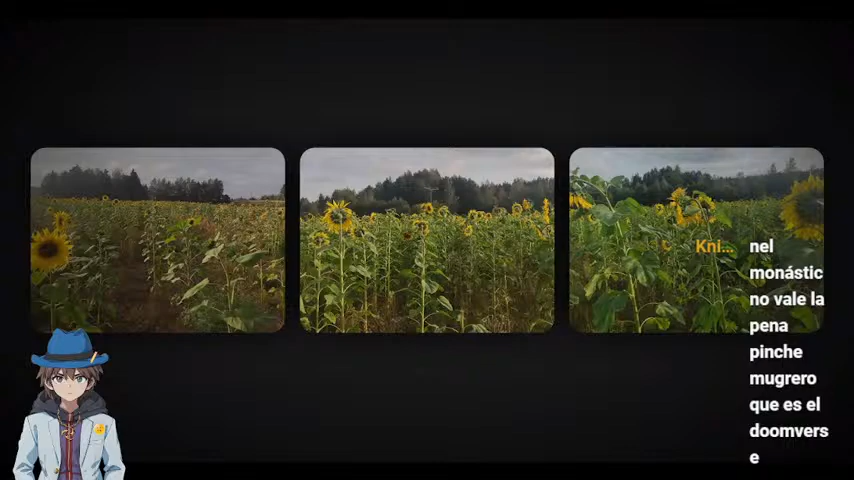 Kni... nel
monástic
no vale la
pena
pinche
mugrero
que es el
doomvers
e